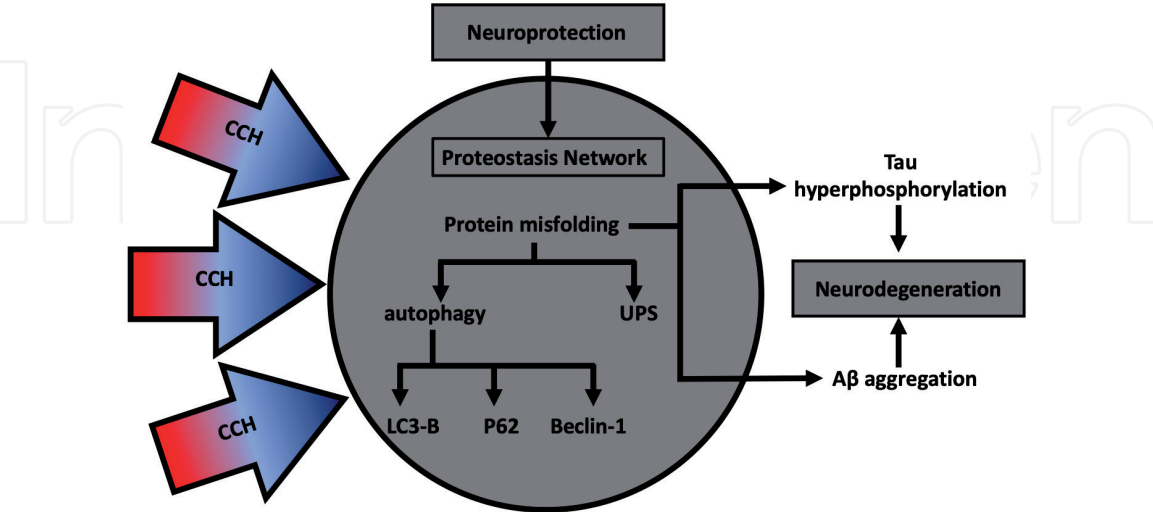 Neuroprotection
CCH
Proteostasis Network
Tau
hyperphosphorylation
Protein misfolding
CCH
Neurodegeneration
autophagy
UPS
Aβ aggregation
CCH
LC3-B
P62
Beclin-1